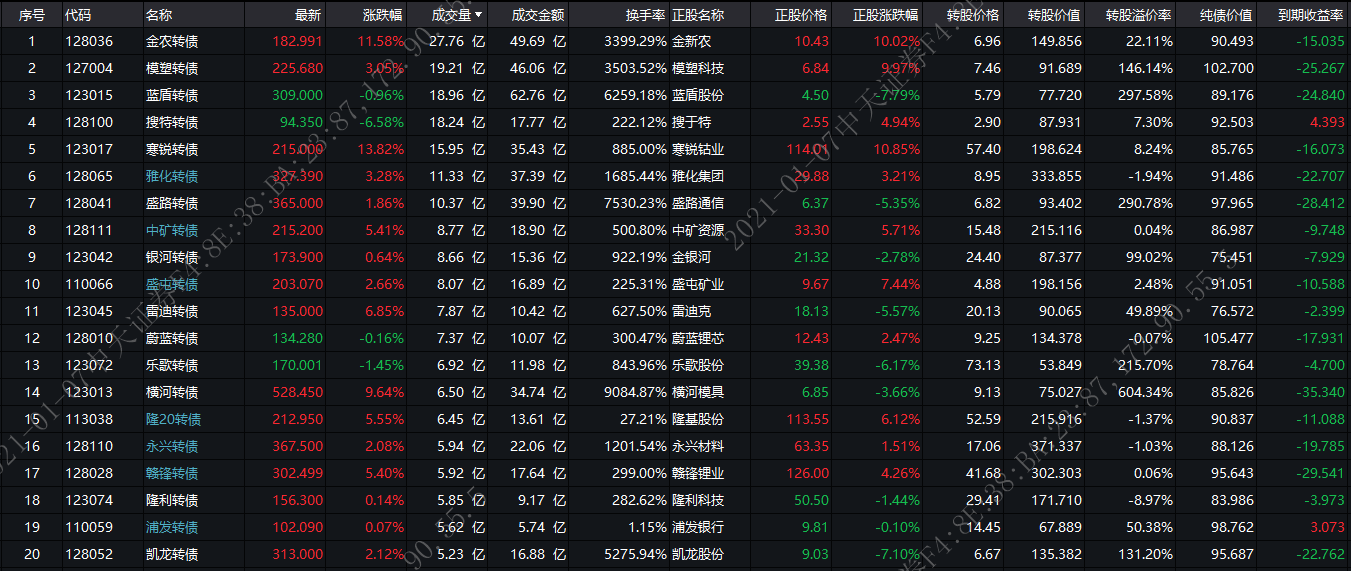 序号 代码 名称 最新 涨跌幅 成交量 成交金额 换手率 正股名称 正股价格 正股涨跌幅 转股价格 转股价值 转股溢价率 纯债价值 到期收益率
1 128036 金农转债 182.991 11.58% 27.76 亿 49.69 亿 3399.29% 金新农 10.43 10.02% 6.96 149.856 22.11% 90.493 -15.035
2 127004 模塑转债 225.680 3.05% 19.21 亿 46.06 亿 3503.52% 模塑科技 6.84 9.97% 7.46 91.689 146.14% 102.700 -25.267
3 123015 蓝盾转债 309.000 -0.96% 18.96 亿 62.76 亿 6259.18% 蓝盾股份 4.50 -7.79% 5.79 77.720 297.58% 89.176 -24.840
4 128100 搜特转债 94.350 -6.58% 18.24 亿 17.77 亿 222.12% 搜于特 2.55 4.94% 2.90 87.931 7.30% 92.503 4.393
5 123017 寒锐转债 215.000 13.82% 15.95 亿 35.43 亿 885.00% 寒锐钴业 114.01 10.85% 57.40 198.624 8.24% 85.765 -16.073
6 128065 雅化转债 327.390 3.28% 11.33 亿 37.39 亿 1685.44% 雅化集团 29.88 3.21% 8.95 333.855 -1.94% 91.486 -22.707
7 128041 盛路转债 365.000 1.86% 10.37 亿 39.90 亿 7530.23% 盛路通信 6.37 -5.35% 6.82 93.402 290.78% 97.965 -28.412
8 128111 中矿转债 215.200 5.41% 8.77 亿 18.90 亿 500.80% 中矿资源 33.30 5.71% 15.48 215.116 0.04% 86.987 -9.748
9 123042 银河转债 173.900 0.64% 8.66 亿 15.36 亿 922.19% 金银河 21.32 -2.78% 24.40 87.377 99.02% 75.451 -7.929
10 110066 盛屯转债 203.070 2.66% 8.07 亿 16.89 亿 225.31% 盛屯矿业 9.67 7.44% 4.88 198.156 2.48% 91.051 -10.588
11 123045 雷迪转债 135.000 6.85% 7.87 亿 10.42 亿 627.50% 雷迪克 18.13 -5.57% 20.13 90.065 49.89% 76.572 -2.399
12 128010 蔚蓝转债 134.280 -0.16% 7.37 亿 10.07 亿 300.47% 蔚蓝锂芯 12.43 2.47% 9.25 134.378 -0.07% 105.477 -17.931
13 123072 乐歌转债 170.001 -1.45% 6.92 亿 11.98 亿 843.96% 乐歌股份 39.38 -6.17% 73.13 53.849 215.70% 78.764 -4.700
14 123013 横河转债 528.450 9.64% 6.50 亿 34.74 亿 9084.87% 横河模具 6.85 -3.66% 9.13 75.027 604.34% 85.826 -35.340
15 113038 隆20转债 212.950 5.55% 6.45 亿 13.61 亿 27.21% 隆基股份 113.55 6.12% 52.59 215.916 -1.37% 90.837 -11.088
16 128110 永兴转债 367.500 2.08% 5.94 亿 22.06 亿 1201.54% 永兴材料 63.35 1.51% 17.06 371.337 -1.03% 88.126 -19.785
17 128028 赣锋转债 302.499 5.40% 5.92 亿 17.64 亿 299.00% 赣锋锂业 126.00 4.26% 41.68 302.303 0.06% 95.643 -29.541
18 123074 隆利转债 156.300 0.14% 5.85 亿 9.17 亿 282.62% 隆利科技 50.50 -1.44% 29.41 171.710 -8.97% 83.986 -3.973
19 110059 浦发转债 102.090 0.07% 5.62 亿 5.74 亿 1.15% 浦发银行 9.81 -0.10% 14.45 67.889 50.38% 98.762 3.073
20 128052 凯龙转债 313.000 2.12% 5.23 亿 16.88 亿 5275.94% 凯龙股份 9.03 -7.10% 6.67 135.382 131.20% 95.687 -22.762